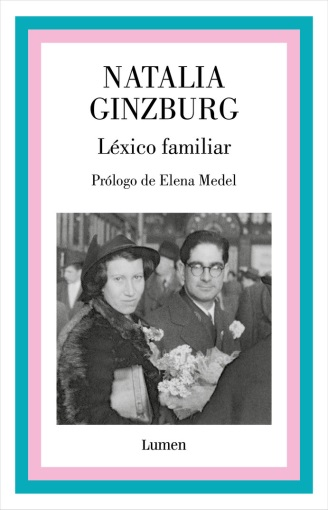 NATALIA
GINZBURG
Léxico familiar
Prólogo de Elena Medel
Lumen